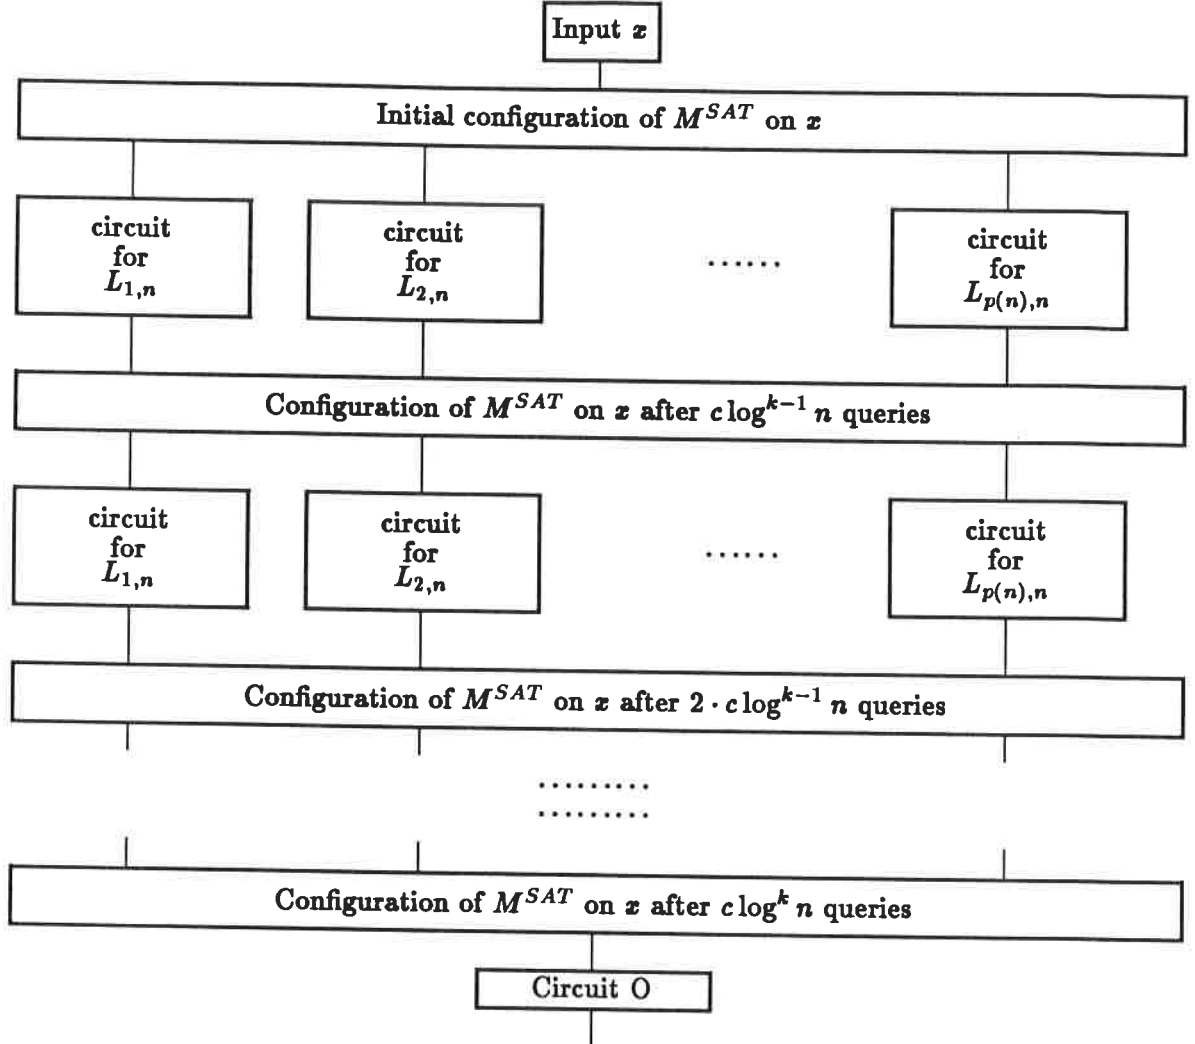 Input x
Initial configuration of M^{SAT} on x
circuit
for
L_{1,n}
circuit
for
L_{2,n}
......
circuit
for
L_{p(n),n}
Configuration of M^{SAT} on x after c log^{k-1} n queries
circuit
for
L_{1,n}
circuit
for
L_{2,n}
......
circuit
for
L_{p(n),n}
Configuration of M^{SAT} on x after 2 · c log^{k-1} n queries
.........
.........
Configuration of M^{SAT} on x after c log^k n queries
Circuit O